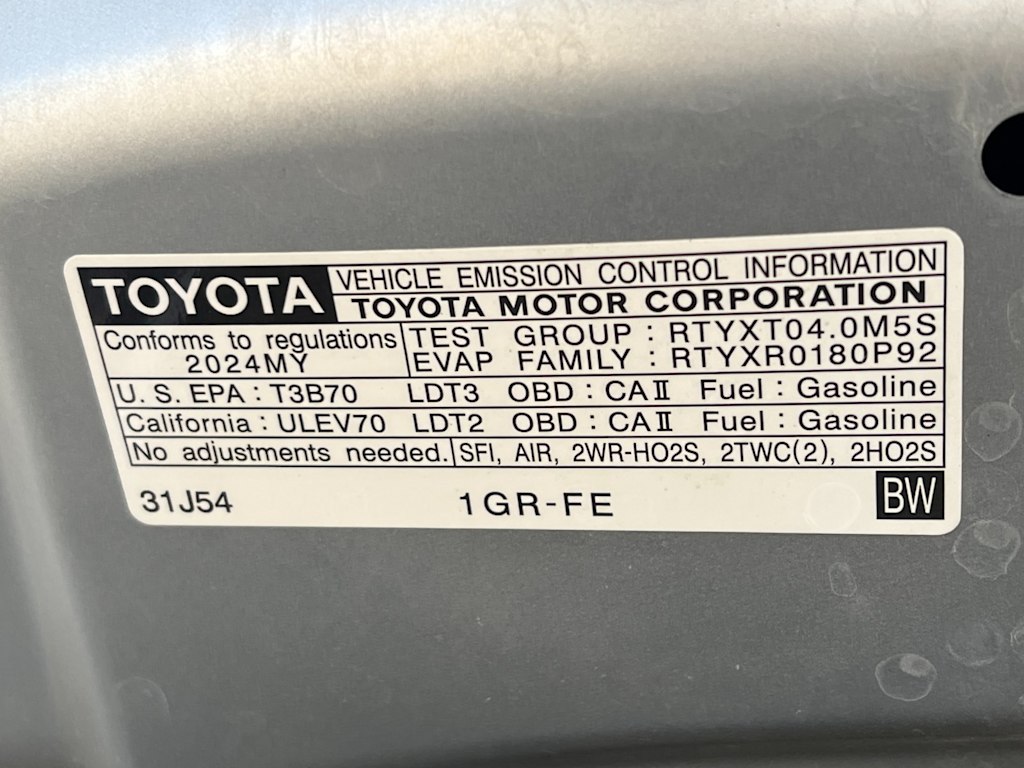 TOYOTA VEHICLE EMISSION CONTROL INFORMATION
TOYOTA MOTOR CORPORATION
Conforms to regulations
2024MY
TEST GROUP : RTYXT04.0M5S
EVAP FAMILY : RTYXR0180P92
U. S. EPA : T3B70 LDT3 OBD : CAⅡ Fuel : Gasoline
California : ULEV70 LDT2 OBD : CAⅡ Fuel : Gasoline
No adjustments needed. SFI, AIR, 2WR-HO2S, 2TWC(2), 2HO2S
31J54 1GR-FE BW